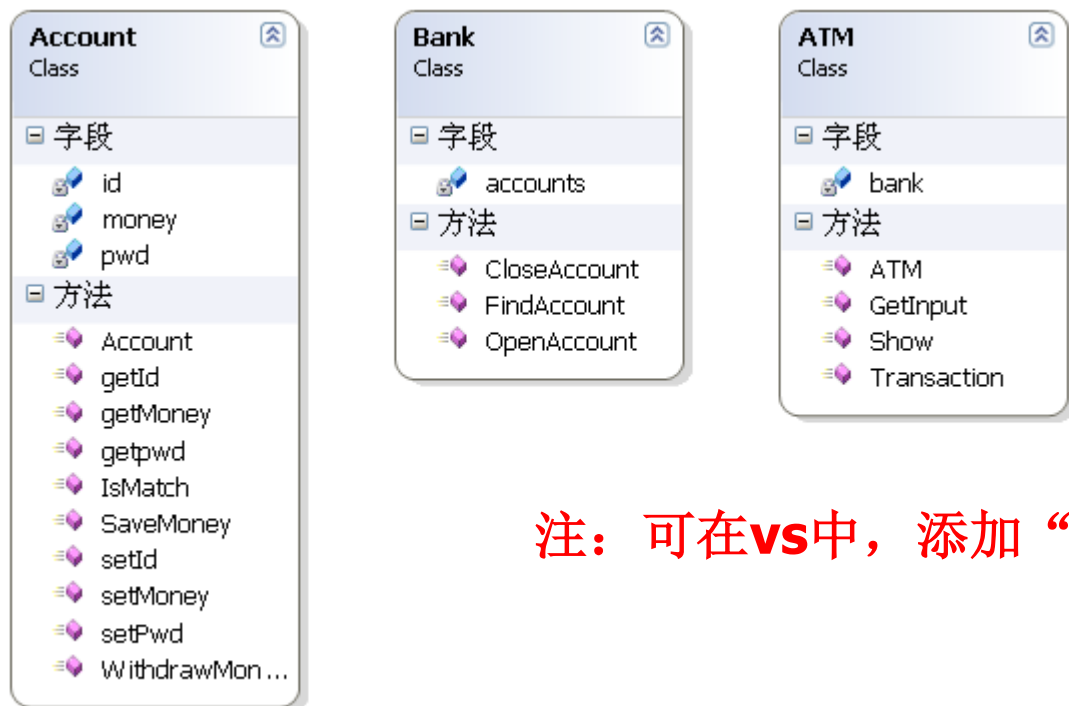 Account
Class
字段
id
money
pwd
方法
Account
getId
getMoney
getpwd
IsMatch
SaveMoney
setId
setMoney
setPwd
WithdrawMon...
Bank
Class
字段
accounts
方法
CloseAccount
FindAccount
OpenAccount
ATM
Class
字段
bank
方法
ATM
GetInput
Show
Transaction
注：可在vs中，添加“